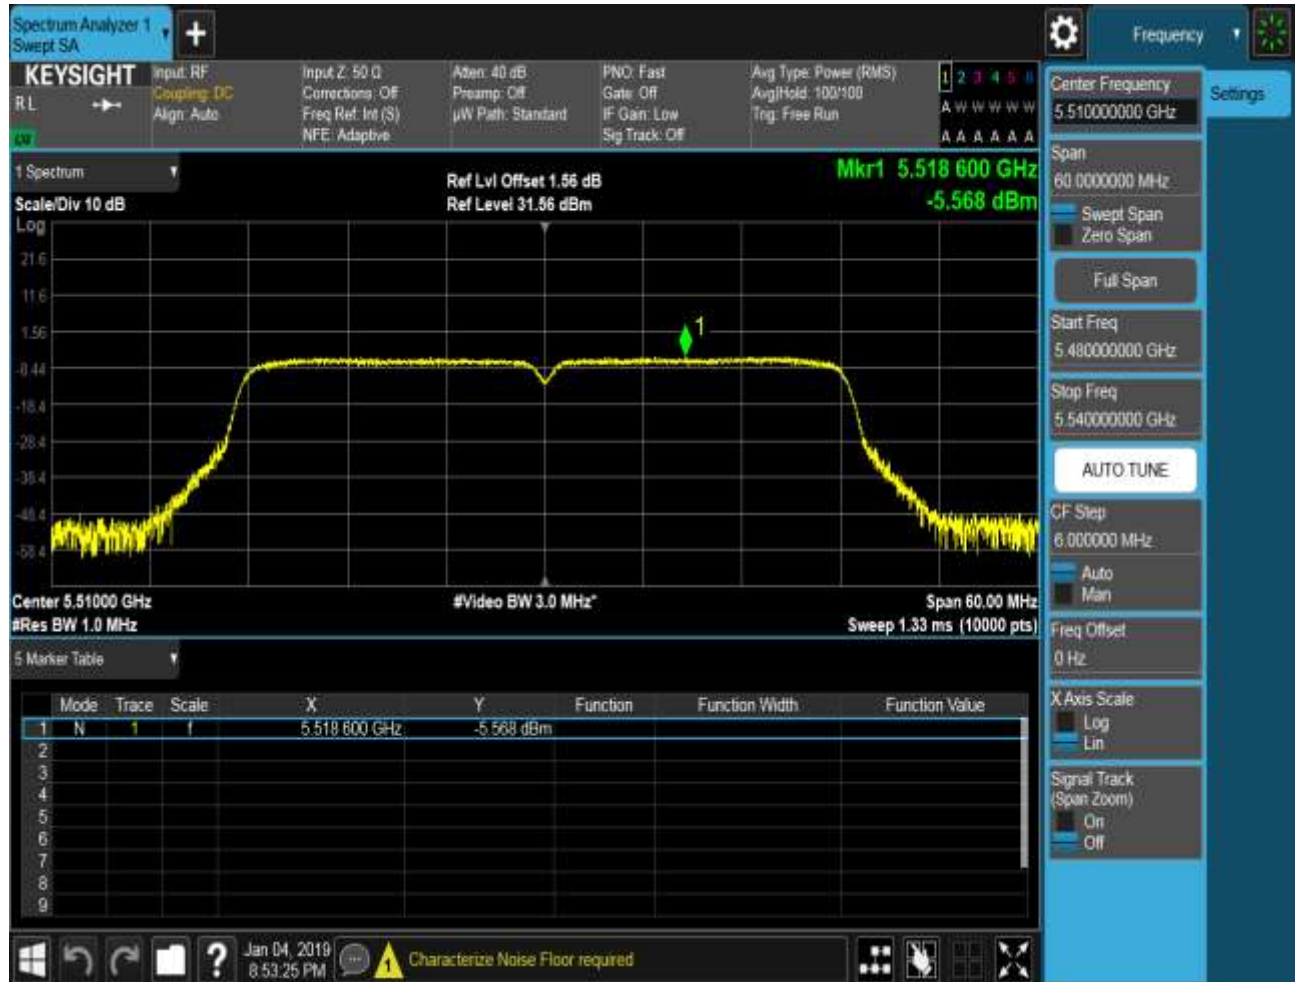 Spectrum Analyzer 1
Swept SA
Frequency
KEYSIGHT
R L
Input: RF
Coupling: DC
Align: Auto
Input Z: 50 Ω
Corrections: Off
Freq Ref: Int (S)
NFE: Adaptive
Atten: 40 dB
Preamp: Off
µW Path: Standard
PNO: Fast
Gate: Off
IF Gain: Low
Sig Track: Off
Avg Type: Power (RMS)
Avg|Hold: 100/100
Trig: Free Run
1 2 3 4 5 6
A W W W W W
A A A A A A
1 Spectrum
Scale/Div 10 dB
Ref Lvl Offset 1.56 dB
Ref Level 31.56 dBm
Mkr1 5.518 600 GHz
-5.568 dBm
Log
21.6
11.6
1.56
-8.44
-18.4
-28.4
-38.4
-48.4
-58.4
1
Center 5.51000 GHz
#Res BW 1.0 MHz
#Video BW 3.0 MHz*
Span 60.00 MHz
Sweep 1.33 ms (10000 pts)
5 Marker Table
Mode Trace Scale X Y Function Function Width Function Value
1 N 1 f 5.518 600 GHz -5.568 dBm
2
3
4
5
6
7
8
9
Center Frequency
5.510000000 GHz
Settings
Span
60.0000000 MHz
Swept Span
Zero Span
Full Span
Start Freq
5.480000000 GHz
Stop Freq
5.540000000 GHz
AUTO TUNE
CF Step
6.000000 MHz
Auto
Man
Freq Offset
0 Hz
X Axis Scale
Log
Lin
Signal Track
(Span Zoom)
On
Off
?
Jan 04, 2019
8:53:25 PM
Characterize Noise Floor required